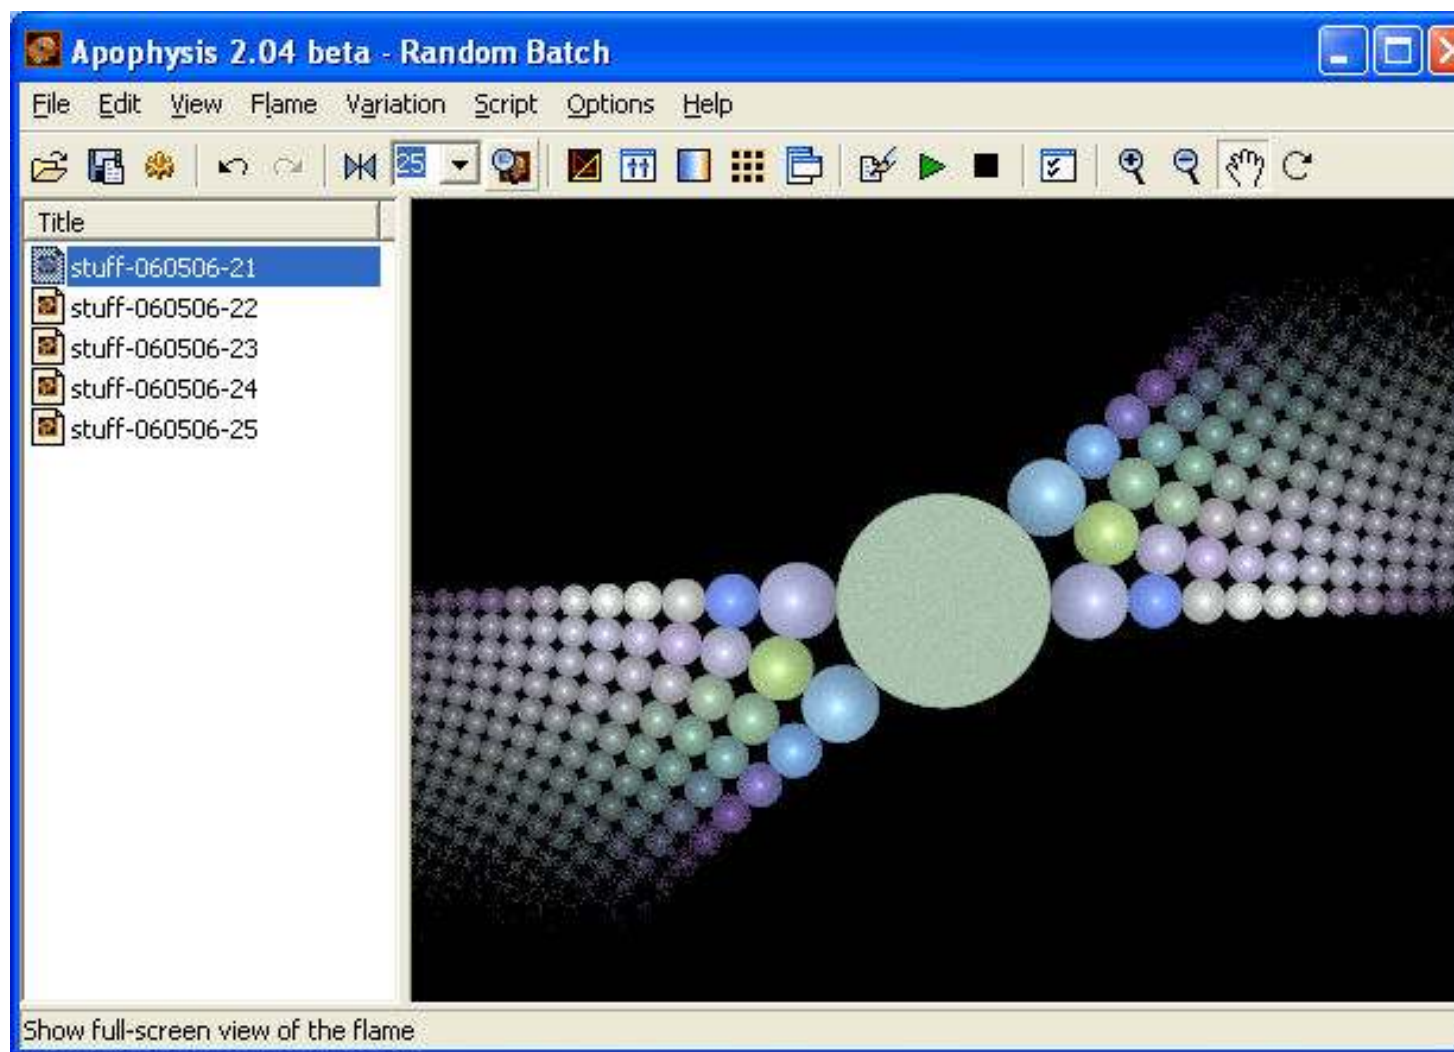 Apophysis 2.04 beta - Random Batch
File Edit View Flame Variation Script Options Help
25
Title
stuff-060506-21
stuff-060506-22
stuff-060506-23
stuff-060506-24
stuff-060506-25
Show full-screen view of the flame